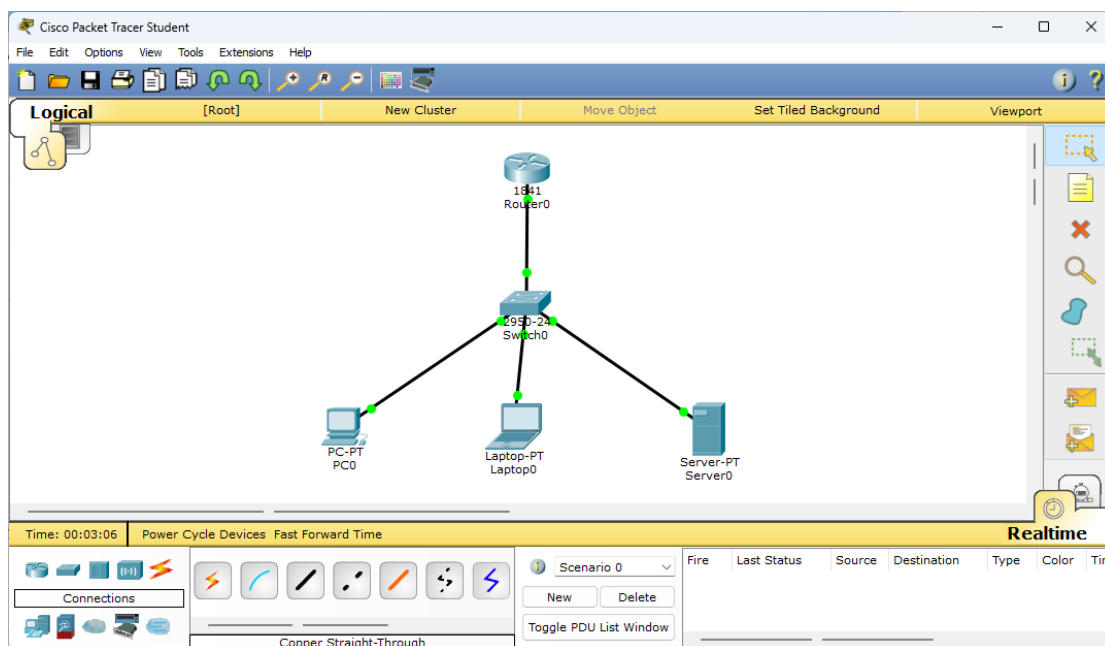 Cisco Packet Tracer Student
File Edit Options View Tools Extensions Help
Logical [Root] New Cluster Move Object Set Tiled Background Viewport
1841
Router0
2950-24
Switch0
PC-PT
PC0
Laptop-PT
Laptop0
Server-PT
Server0
Time: 00:03:06 Power Cycle Devices Fast Forward Time Realtime
Scenario 0
Fire Last Status Source Destination Type Color
Connections
New Delete
Toggle PDU List Window
Copper Straight-Through